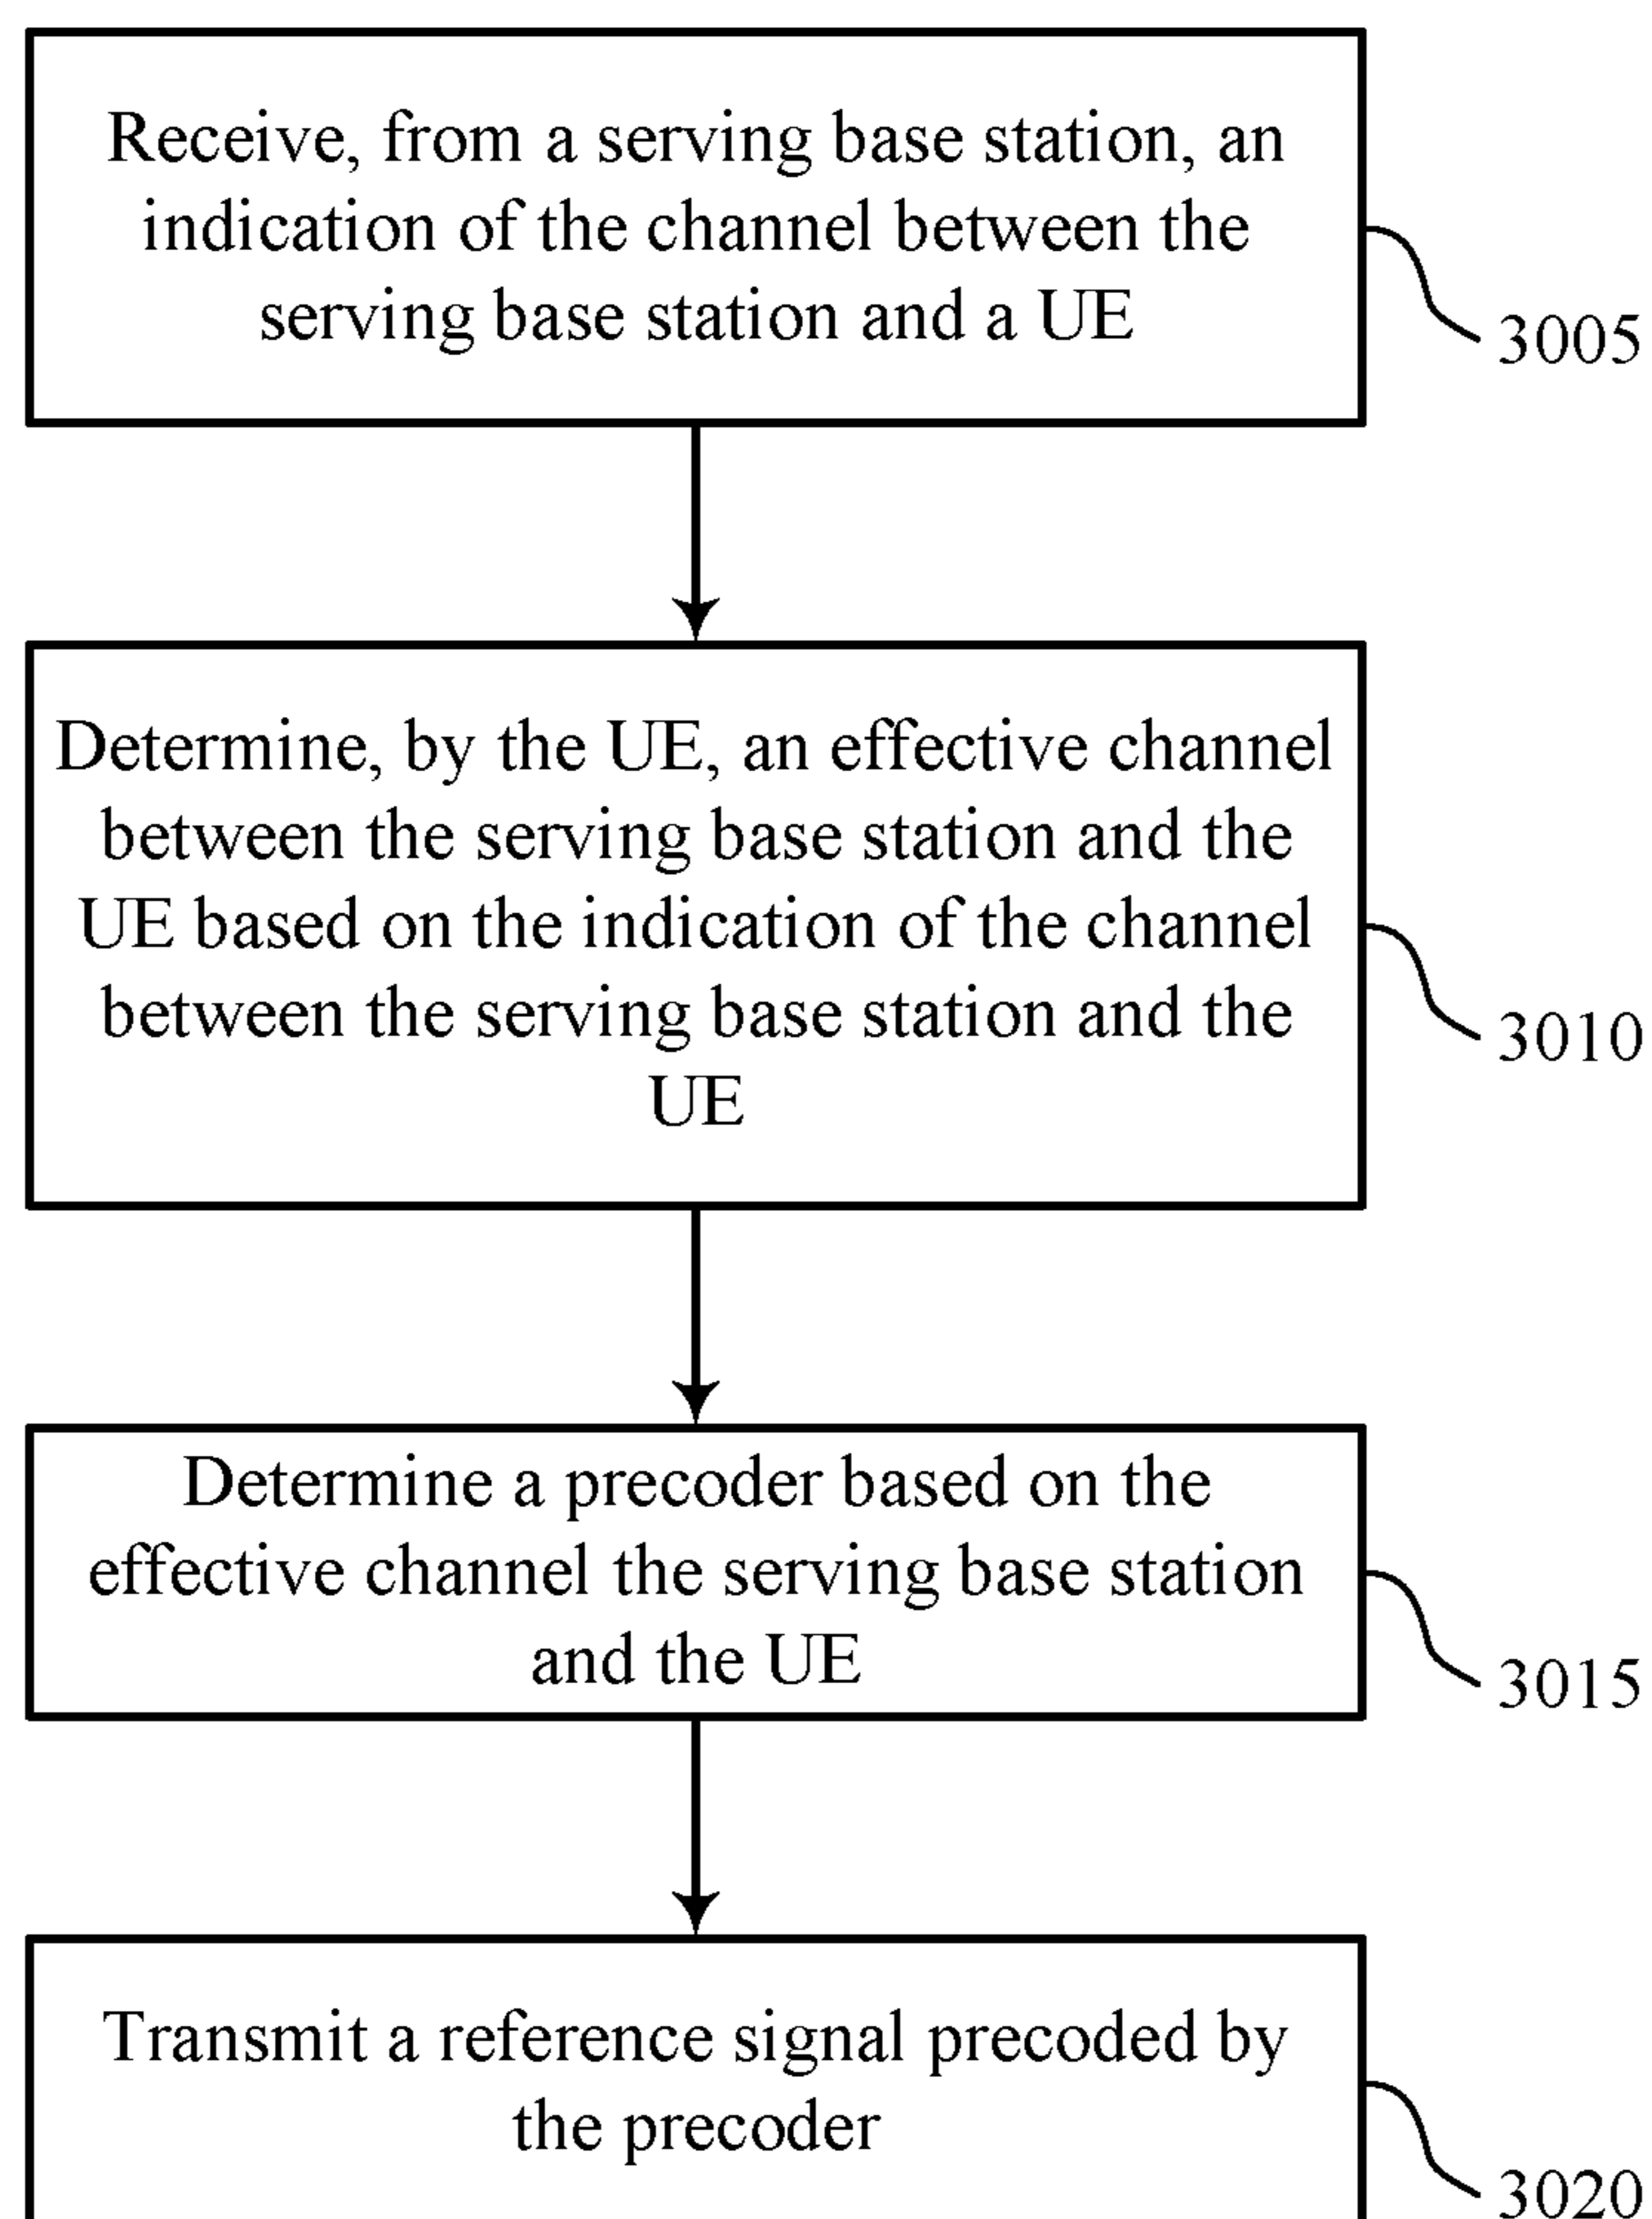 Receive, from a serving base station, an
indication of the channel between the
serving base station and a UE
3005
Determine, by the UE, an effective channel
between the serving base station and the
UE based on the indication of the channel
between the serving base station and the
UE
3010
Determine a precoder based on the
effective channel the serving base station
and the UE
3015
Transmit a reference signal precoded by
the precoder
3020